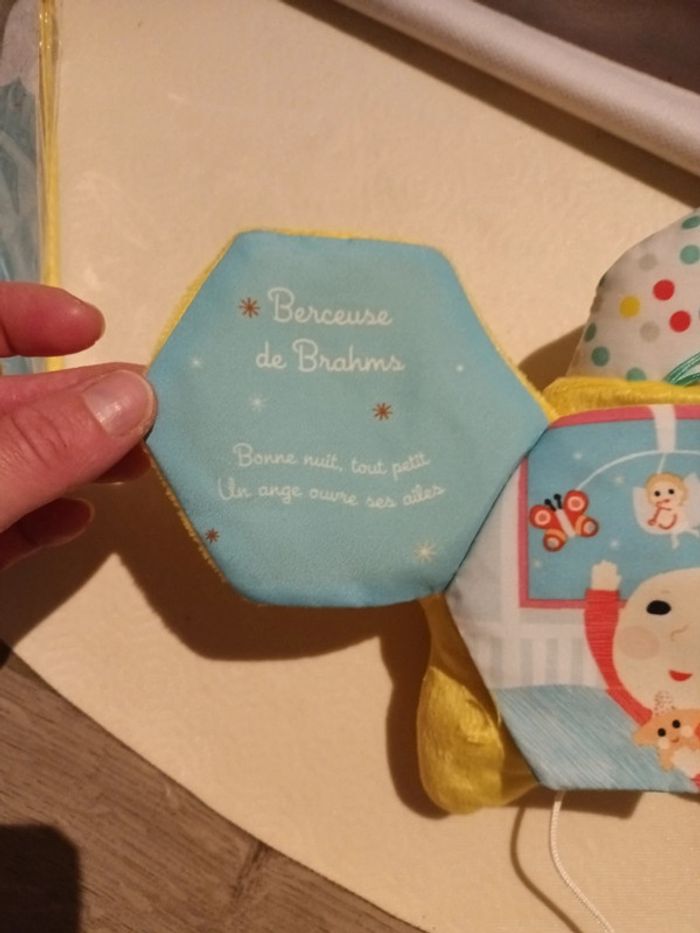 Berceuse
de Brahms
Bonne nuit, tout petit
Un ange ouvre ses ailes